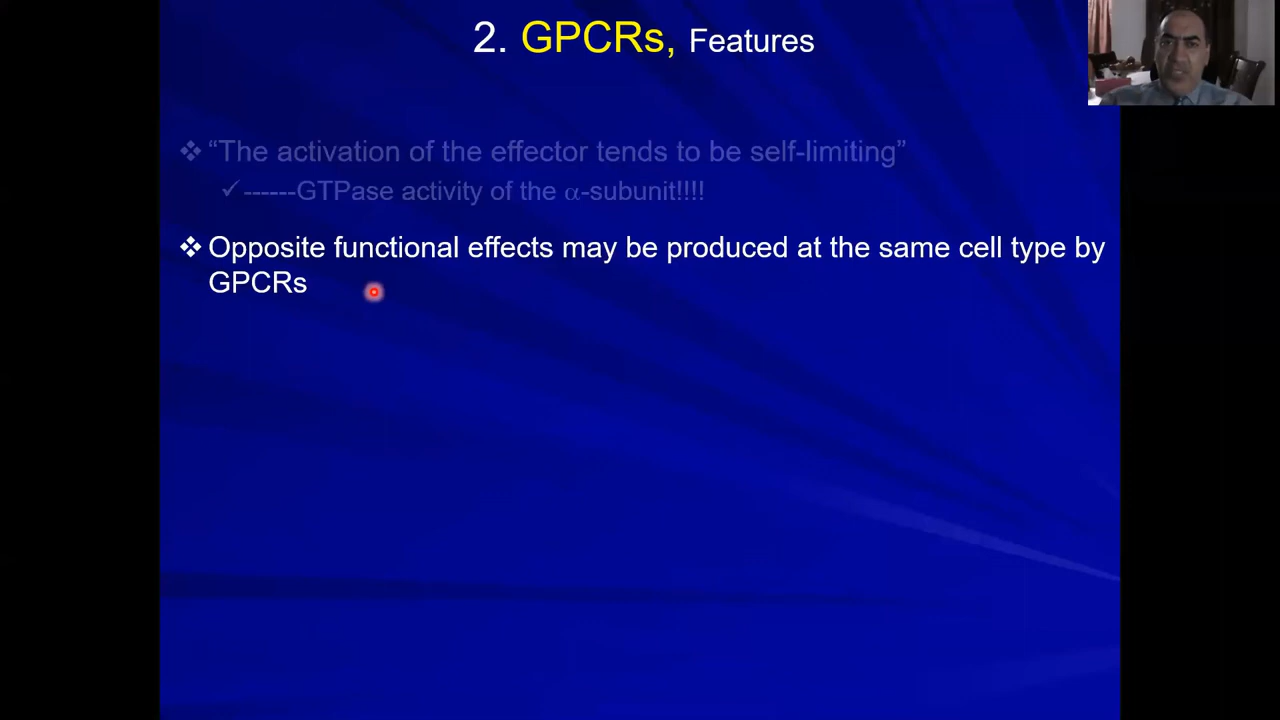 2. GPCRs, Features
❖ “The activation of the effector tends to be self-limiting”
✓------GTPase activity of the α-subunit!!!!
❖ Opposite functional effects may be produced at the same cell type by
GPCRs